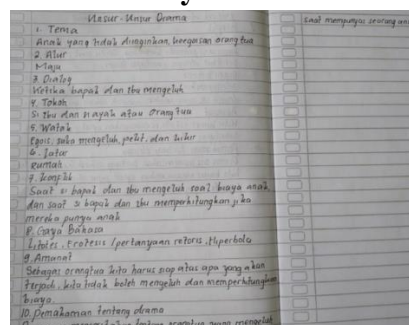 Unsur-Unsur Drama
1. Tema
Anak yang tidak diinginkan, keegoisan orang tua
2. Alur
Maju
3. Dialog
Ketika bapak dan ibu mengeluh
4. Tokoh
Si ibu dan si ayah atau orang tua
5. Watak
Egois, suka mengeluh, pelit, dan
6. Latar
Rumah
7. Konflik
Saat si bapak dan ibu mengeluh soal biaya anak,
dan saat si bapak dan ibu memperhitungkan jika
mereka punya anak
8. Gaya Bahasa
Litotes, Erotesis / pertanyaan retoris, Hiperbola
9. Amanat
Sebagai orangtua kita harus siap atas apa yang akan
terjadi, kita tidak boleh mengeluh dan memperhitungkan
biaya.
10. Pemahaman tentang drama
orangtua yang mengeluh
saat mempunyai seorang